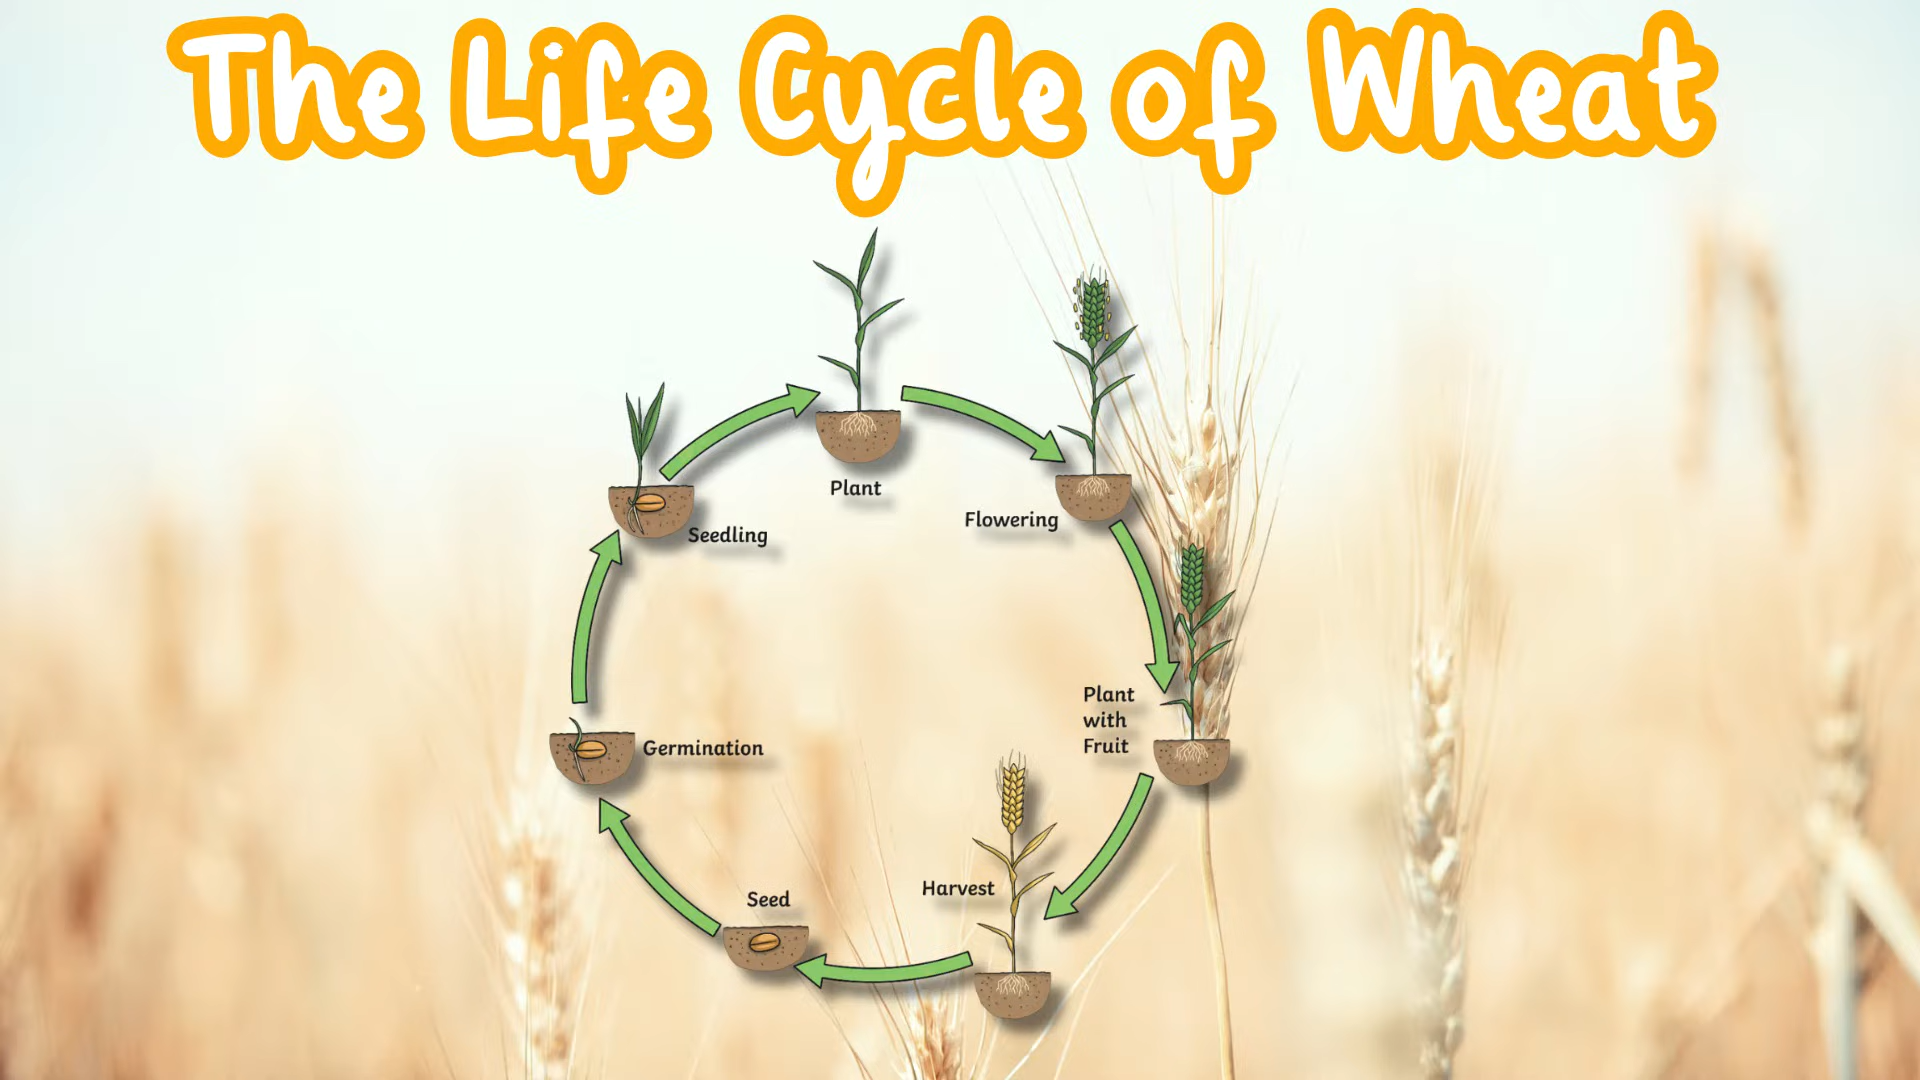 The Life Cycle of Wheat
Plant
Flowering
Seedling
Plant
with
Fruit
Germination
Harvest
Seed